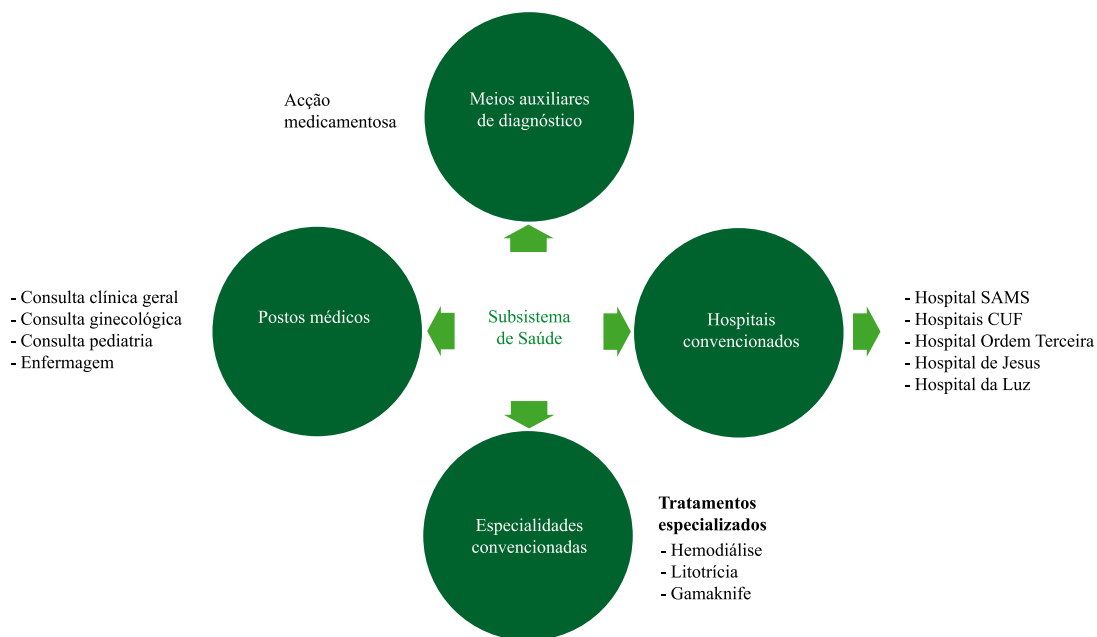 Acção
medicamentosa
Meios auxiliares
de diagnóstico
- Consulta clínica geral
- Consulta ginecológica
- Consulta pediatria
- Enfermagem
Postos médicos
Subsistema
de Saúde
Hospitais
convencionados
- Hospital SAMS
- Hospitais CUF
- Hospital Ordem Terceira
- Hospital de Jesus
- Hospital da Luz
Especialidades
convencionadas
Tratamentos
especializados
- Hemodiálise
- Litotrícia
- Gamaknife